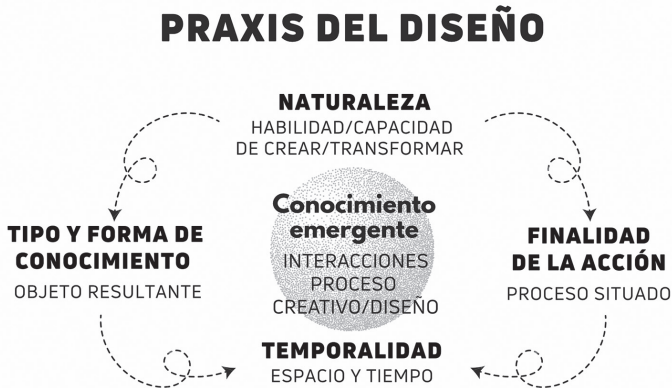 PRAXIS DEL DISEÑO
NATURALEZA
HABILIDAD/CAPACIDAD
DE CREAR/TRANSFORMAR
TIPO Y FORMA DE
CONOCIMIENTO
OBJETO RESULTANTE
Conocimiento
emergente
INTERACCIONES
PROCESO
CREATIVO/DISEÑO
FINALIDAD
DE LA ACCIÓN
PROCESO SITUADO
TEMPORALIDAD
ESPACIO Y TIEMPO